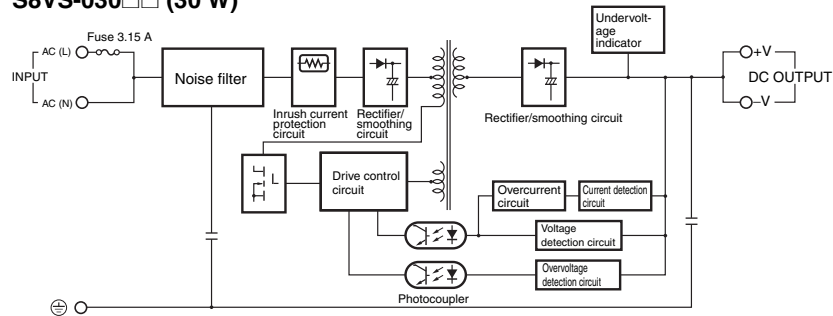 S8VS-030□□ (30 W)
Fuse 3.15 A
AC (L)
INPUT
AC (N)
Noise filter
Inrush current
protection
circuit
Rectifier/
smoothing
circuit
Rectifier/smoothing circuit
Undervolt-
age
indicator
+V
DC OUTPUT
−V
Drive control
circuit
Overcurrent
circuit
Current detection
circuit
Voltage
detection circuit
Overvoltage
detection circuit
Photocoupler